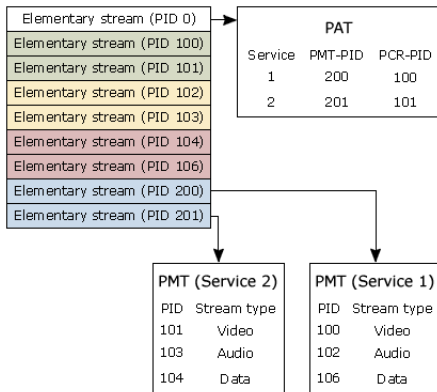 Elementary stream (PID 0)
Elementary stream (PID 100)
Elementary stream (PID 101)
Elementary stream (PID 102)
Elementary stream (PID 103)
Elementary stream (PID 104)
Elementary stream (PID 106)
Elementary stream (PID 200)
Elementary stream (PID 201)
PAT
Service PMT-PID PCR-PID
1 200 100
2 201 101
PMT (Service 2)
PID Stream type
101 Video
103 Audio
104 Data
PMT (Service 1)
PID Stream type
100 Video
102 Audio
106 Data